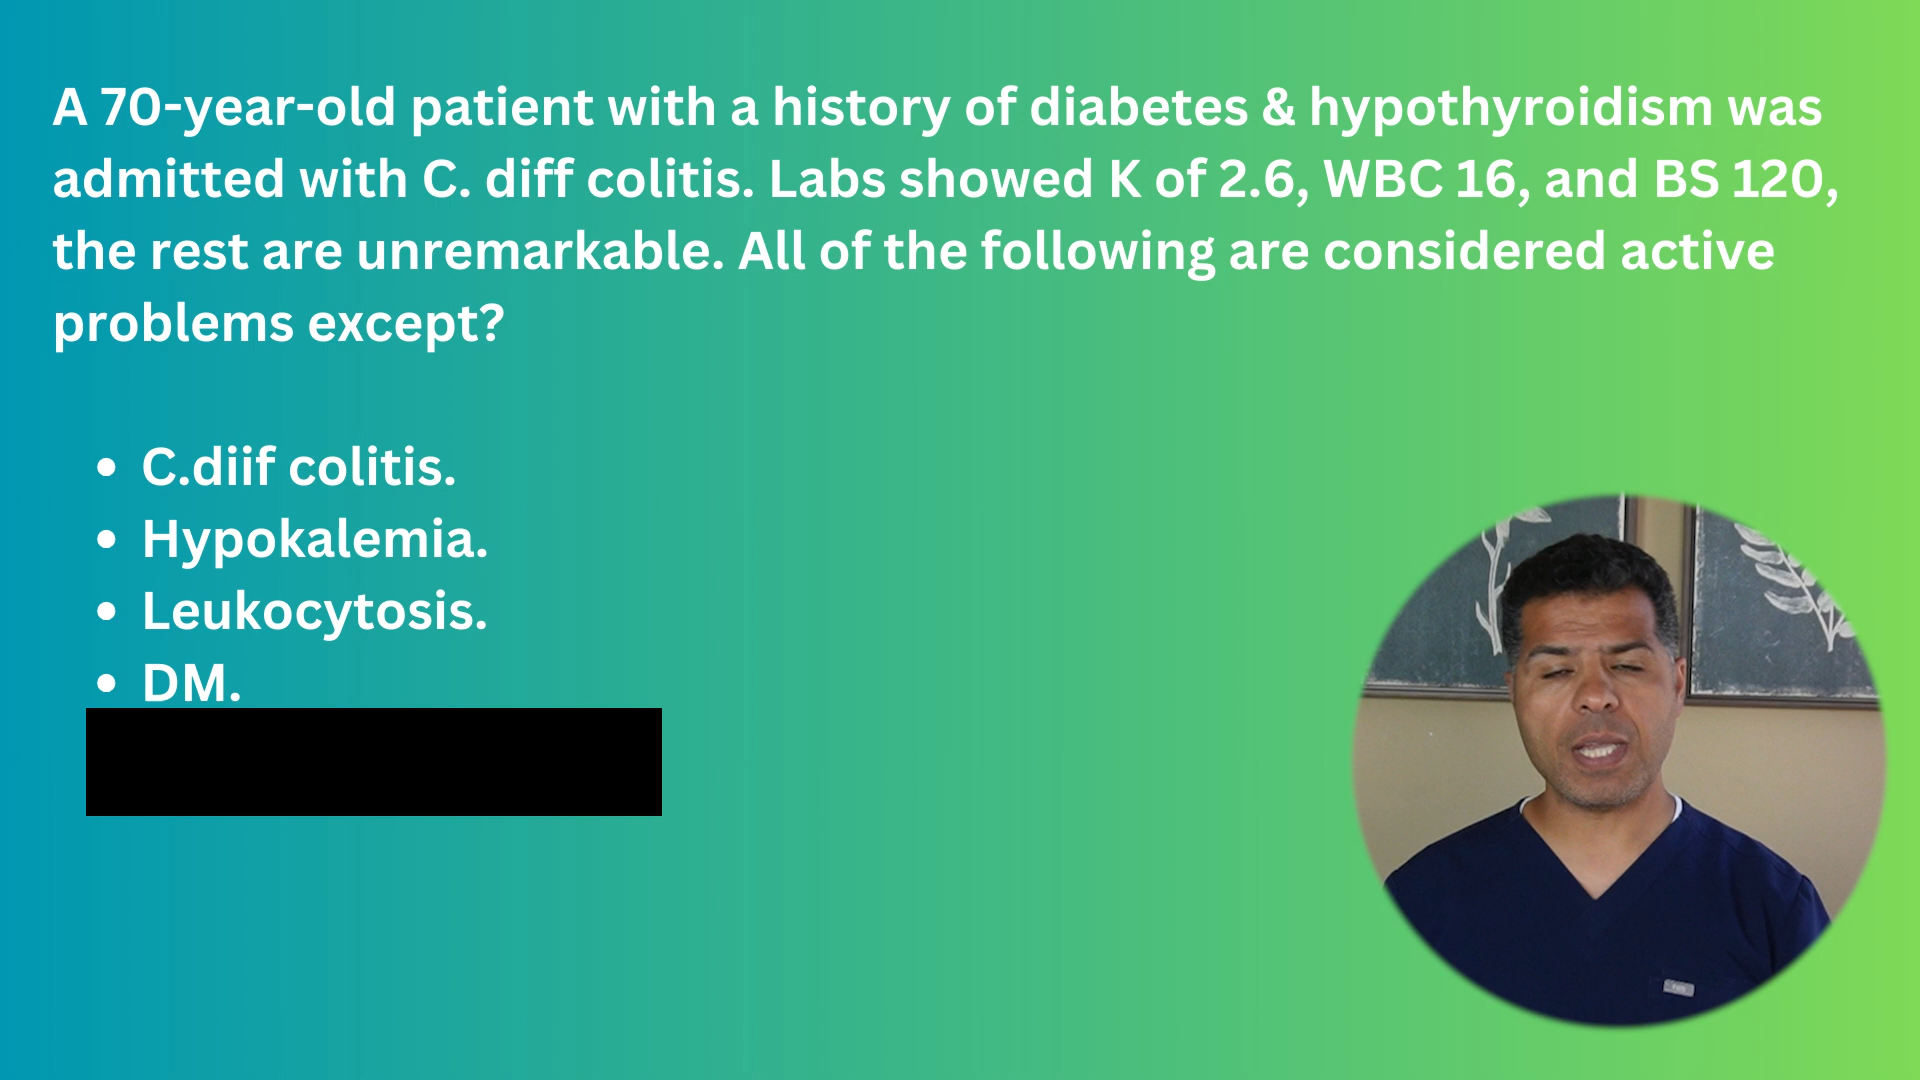 A 70-year-old patient with a history of diabetes & hypothyroidism was
admitted with C. diff colitis. Labs showed K of 2.6, WBC 16, and BS 120,
the rest are unremarkable. All of the following are considered active
problems except?
• C.diif colitis.
• Hypokalemia.
• Leukocytosis.
• DM.